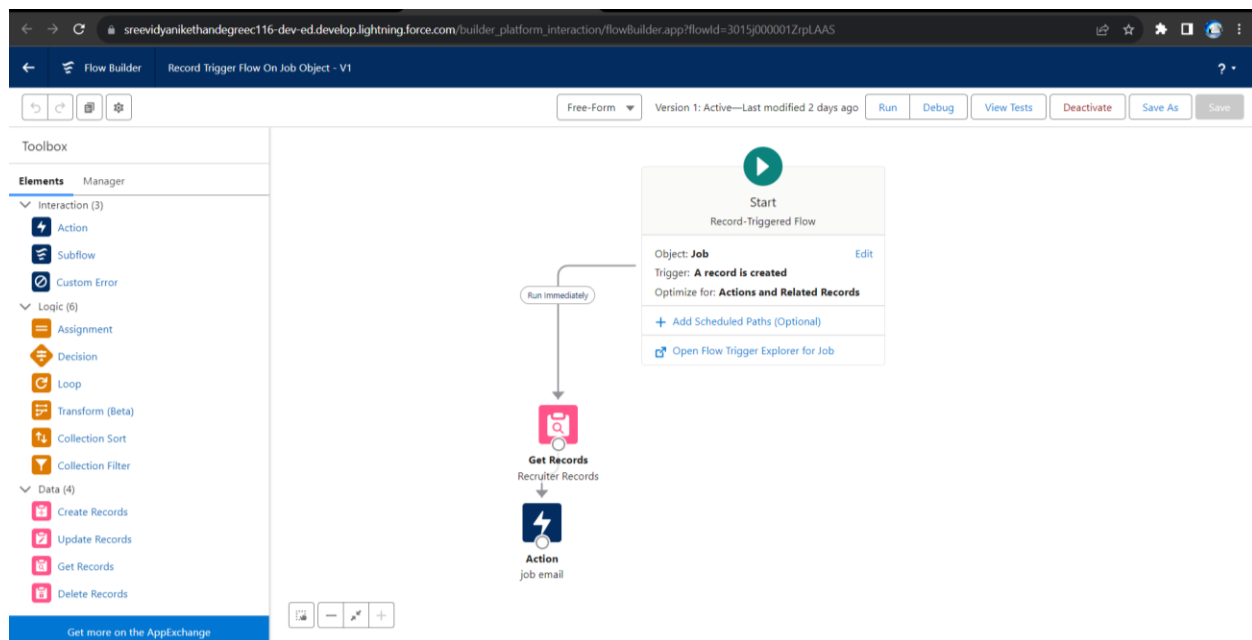 sreevidyanikethandegreec116-dev-ed.develop.lightning.force.com/builder_platform_interaction/flowBuilder.app?flowId=3015j000001ZrpLAAS
Flow Builder
Record Trigger Flow On Job Object - V1
?
Free-Form
Version 1: Active—Last modified 2 days ago
Run
Debug
View Tests
Deactivate
Save As
Save
Toolbox
Elements
Manager
Interaction (3)
Action
Subflow
Custom Error
Logic (6)
Assignment
Decision
Loop
Transform (Beta)
Collection Sort
Collection Filter
Data (4)
Create Records
Update Records
Get Records
Delete Records
Get more on the AppExchange
Start
Record-Triggered Flow
Object: Job
Edit
Trigger: A record is created
Optimize for: Actions and Related Records
+ Add Scheduled Paths (Optional)
Open Flow Trigger Explorer for Job
Run Immediately
Get Records
Recruiter Records
Action
job email